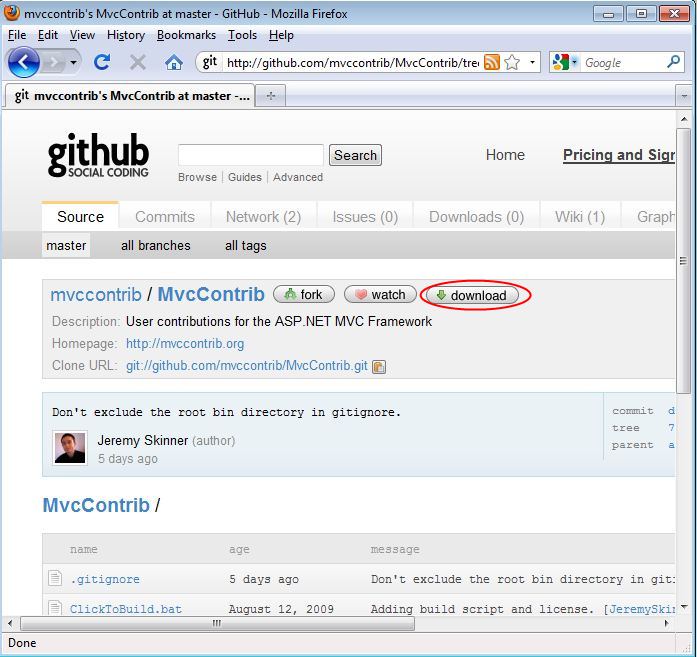 mvccontrib's MvcContrib at master - GitHub - Mozilla Firefox
File Edit View History Bookmarks Tools Help
git http://github.com/mvccontrib/MvcContrib/tree Google
git mvccontrib's MvcContrib at master -...
github
SOCIAL CODING
Search
Home
Pricing and Sign
Browse | Guides | Advanced
Source Commits Network (2) Issues (0) Downloads (0) Wiki (1) Graph
master all branches all tags
mvccontrib / MvcContrib fork watch download
Description: User contributions for the ASP.NET MVC Framework
Homepage: http://mvccontrib.org
Clone URL: git://github.com/mvccontrib/MvcContrib.git
Don't exclude the root bin directory in gitignore.
Jeremy Skinner (author)
5 days ago
commit d
tree 7
parent a
MvcContrib /
name age message
.gitignore 5 days ago Don't exclude the root bin directory in giti
ClickToBuild.bat August 12, 2009 Adding build script and license. [JeremySkin
Done